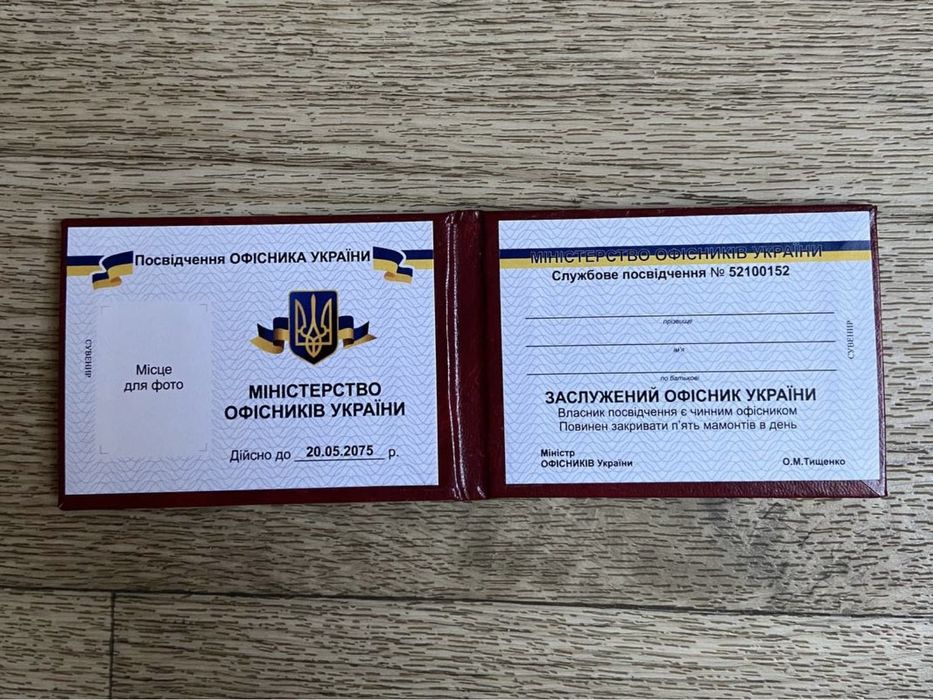 Посвідчення ОФІСНИКА УКРАЇНИ
СУВЕНІР
Місце
для фото
МІНІСТЕРСТВО
ОФІСНИКІВ УКРАЇНИ
Дійсно до 20.05.2075 р.
МІНІСТЕРСТВО ОФІСНИКІВ УКРАЇНИ
Службове посвідчення № 52100152
прізвище
ім'я
по батькові
СУВЕНІР
ЗАСЛУЖЕНИЙ ОФІСНИК УКРАЇНИ
Власник посвідчення є чинним офісником
Повинен закривати п'ять мамонтів в день
Міністр
ОФІСНИКІВ України
О.М.Тищенко